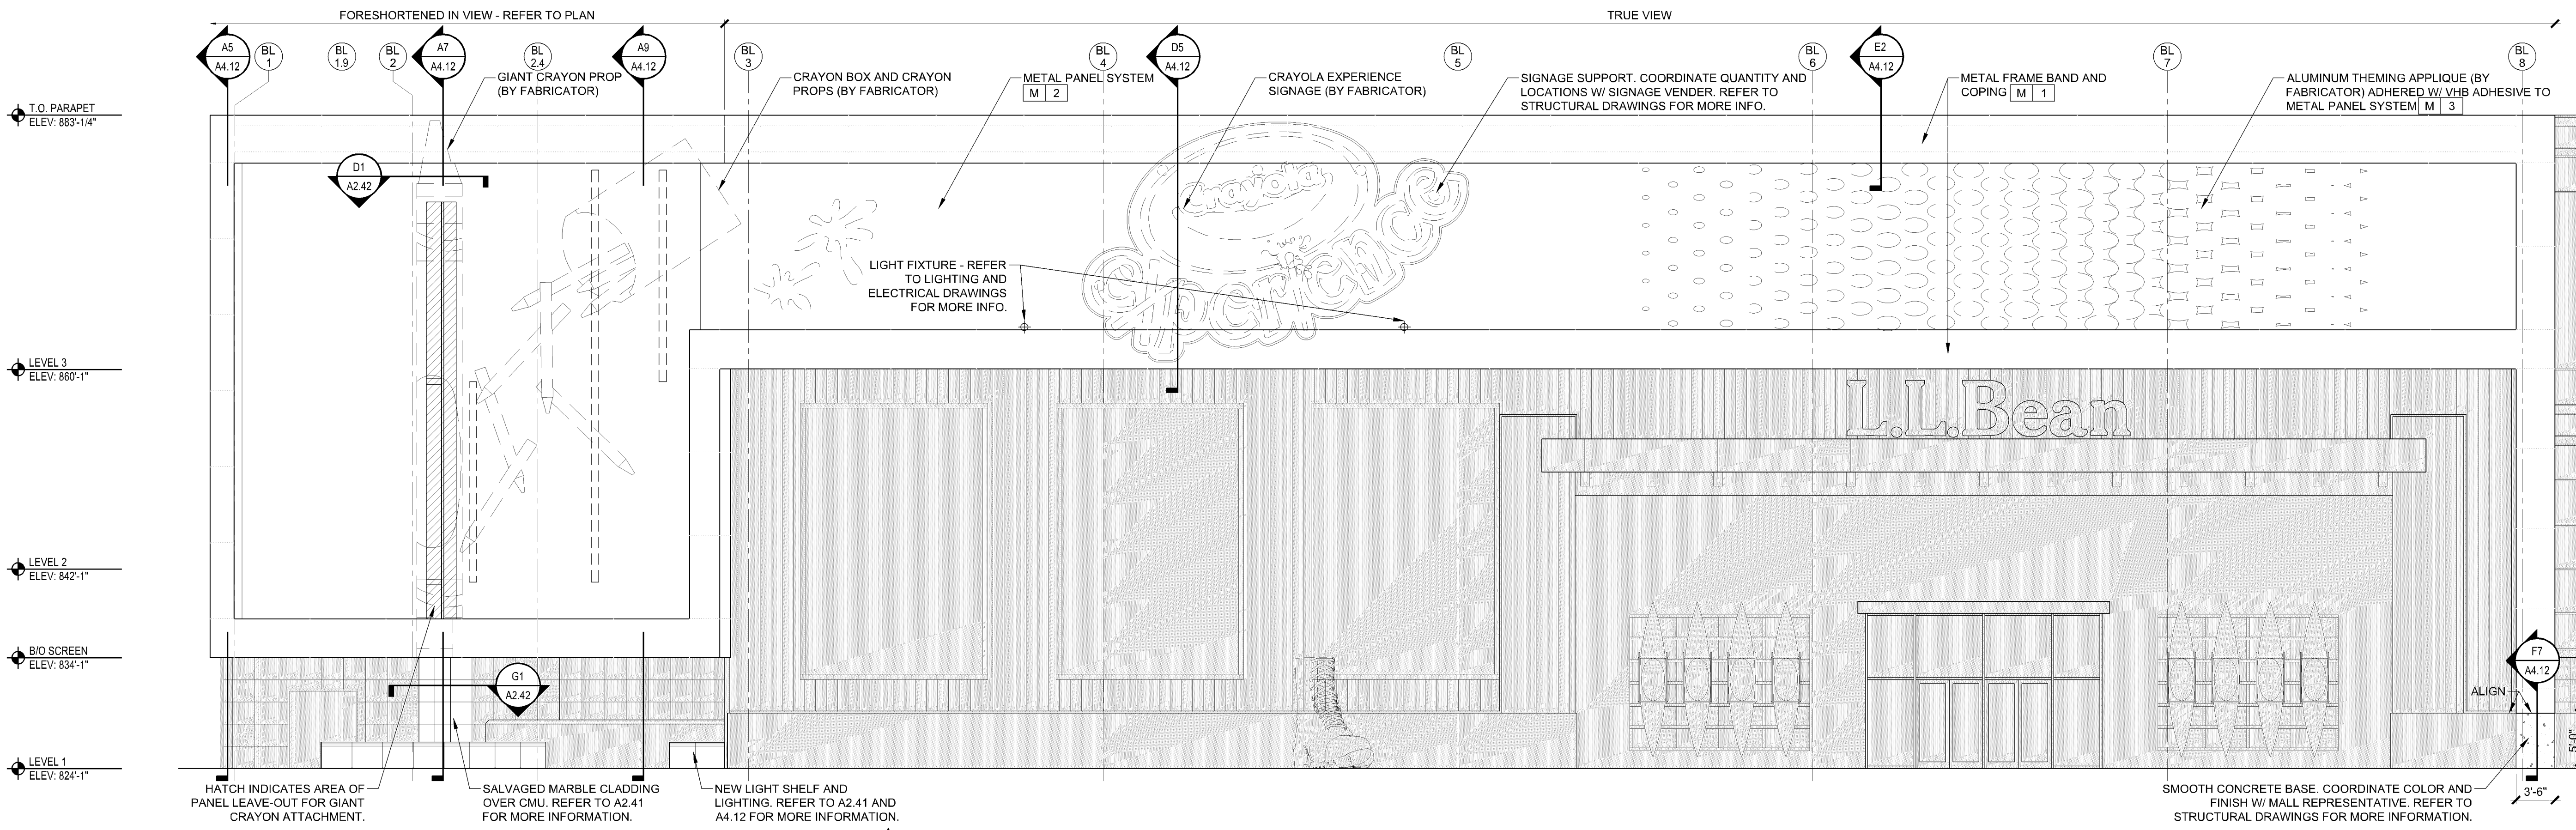 FORESHORTENED IN VIEW - REFER TO PLAN
TRUE VIEW
A5
A4.12
BL
1
BL
1.9
BL
2
A7
A4.12
BL
2.4
A9
A4.12
BL
3
BL
4
D5
A4.12
BL
5
BL
6
E2
A4.12
BL
7
BL
8
GIANT CRAYON PROP
(BY FABRICATOR)
CRAYON BOX AND CRAYON
PROPS (BY FABRICATOR)
METAL PANEL SYSTEM
M 2
CRAYOLA EXPERIENCE
SIGNAGE (BY FABRICATOR)
SIGNAGE SUPPORT. COORDINATE QUANTITY AND
LOCATIONS W/ SIGNAGE VENDER. REFER TO
STRUCTURAL DRAWINGS FOR MORE INFO.
METAL FRAME BAND AND
COPING M 1
ALUMINUM THEMING APPLIQUE (BY
FABRICATOR) ADHERED W/ VHB ADHESIVE TO
METAL PANEL SYSTEM M 3
T.O. PARAPET
ELEV: 883'-1/4"
D1
A2.42
Crayola
experience
LIGHT FIXTURE - REFER
TO LIGHTING AND
ELECTRICAL DRAWINGS
FOR MORE INFO.
LEVEL 3
ELEV: 860'-1"
L.L.Bean
LEVEL 2
ELEV: 842'-1"
B/O SCREEN
ELEV: 834'-1"
G1
A2.42
F7
A4.12
ALIGN
5'-0"
LEVEL 1
ELEV: 824'-1"
HATCH INDICATES AREA OF
PANEL LEAVE-OUT FOR GIANT
CRAYON ATTACHMENT.
SALVAGED MARBLE CLADDING
OVER CMU. REFER TO A2.41
FOR MORE INFORMATION.
NEW LIGHT SHELF AND
LIGHTING. REFER TO A2.41 AND
A4.12 FOR MORE INFORMATION.
SMOOTH CONCRETE BASE. COORDINATE COLOR AND
FINISH W/ MALL REPRESENTATIVE. REFER TO
STRUCTURAL DRAWINGS FOR MORE INFORMATION.
3'-6"